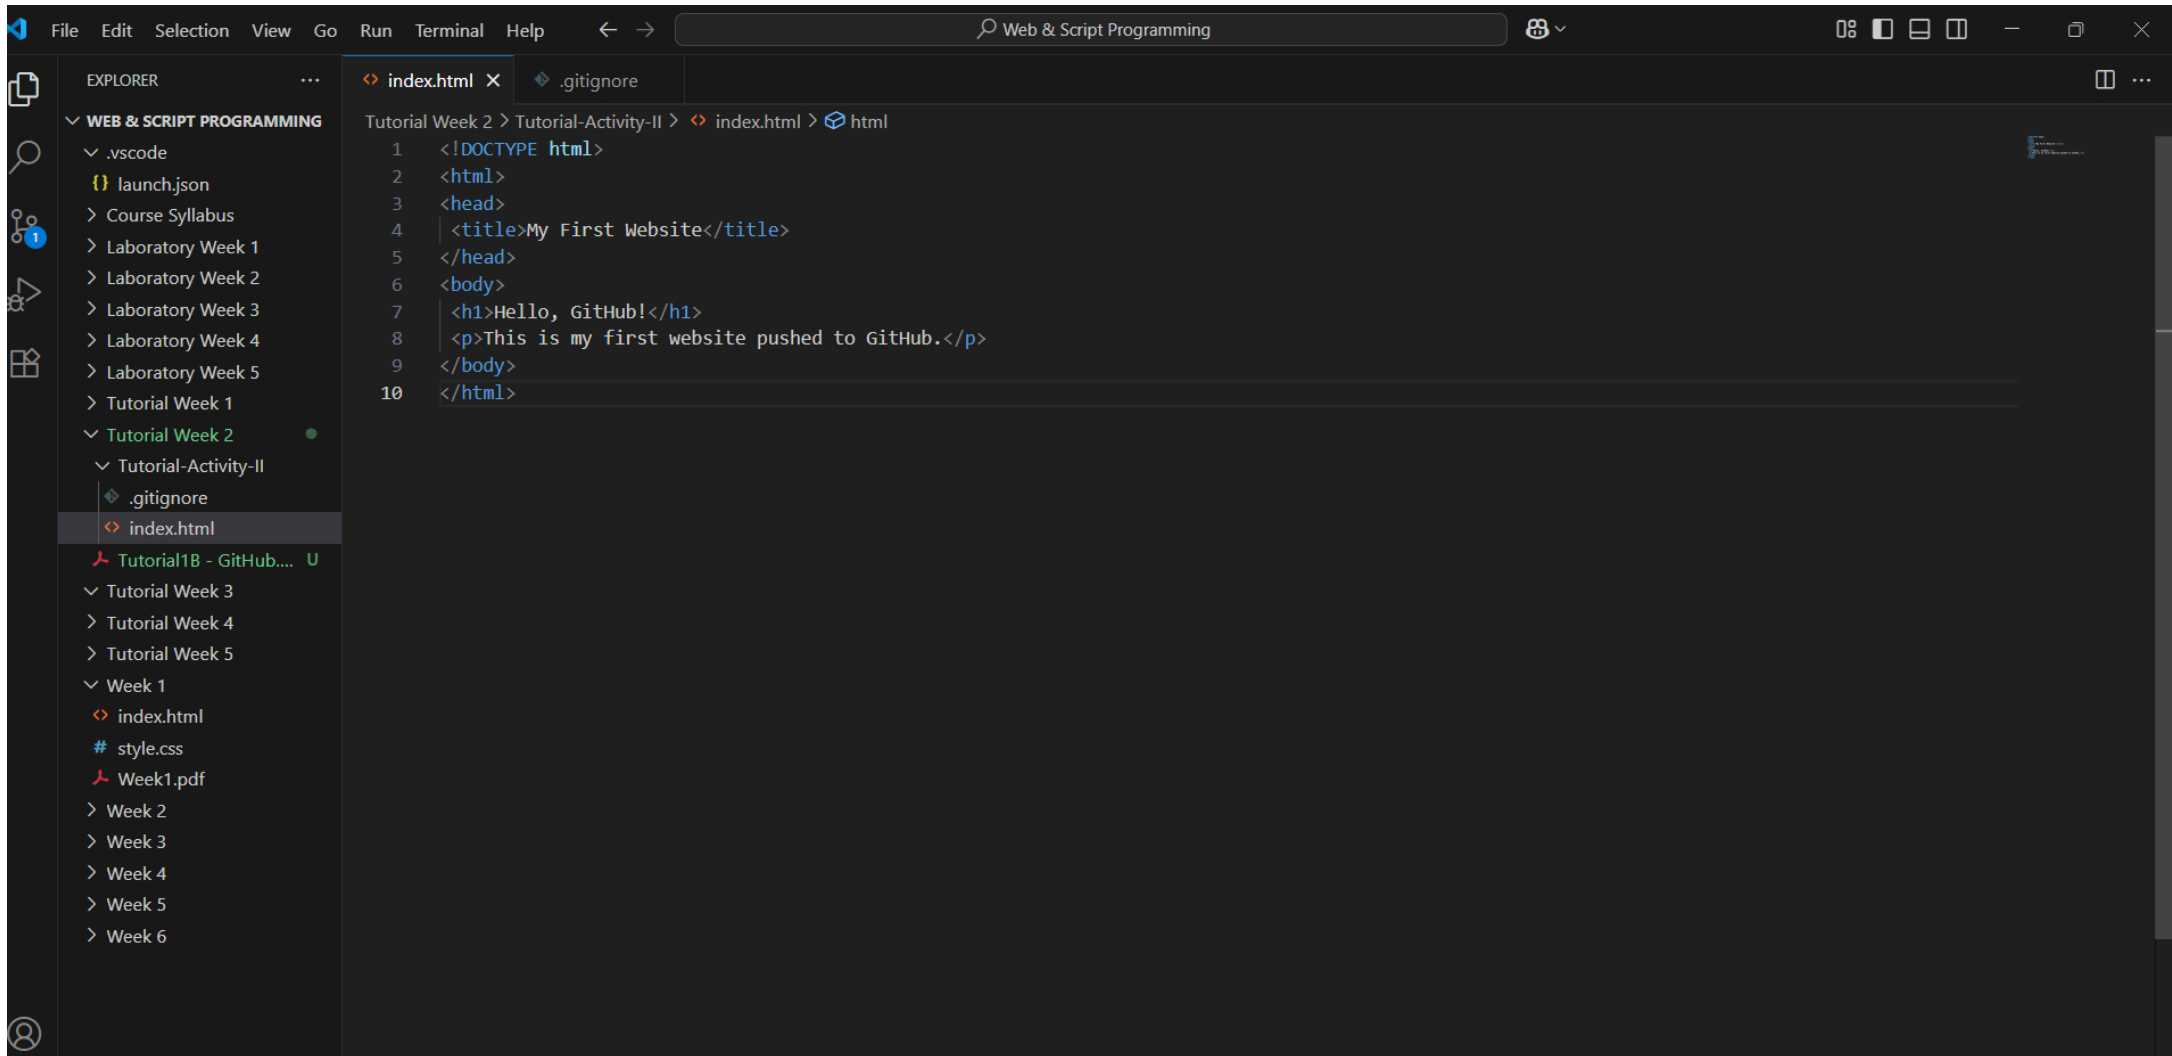 File Edit Selection View Go Run Terminal Help
Web & Script Programming
EXPLORER
WEB & SCRIPT PROGRAMMING
.vscode
{} launch.json
Course Syllabus
Laboratory Week 1
Laboratory Week 2
Laboratory Week 3
Laboratory Week 4
Laboratory Week 5
Tutorial Week 1
Tutorial Week 2
Tutorial-Activity-II
.gitignore
index.html
Tutorial1B - GitHub.... U
Tutorial Week 3
Tutorial Week 4
Tutorial Week 5
Week 1
index.html
# style.css
Week1.pdf
Week 2
Week 3
Week 4
Week 5
Week 6
1
index.html .gitignore
Tutorial Week 2 > Tutorial-Activity-II > index.html > html
1 <!DOCTYPE html>
2 <html>
3 <head>
4 <title>My First Website</title>
5 </head>
6 <body>
7 <h1>Hello, GitHub!</h1>
8 <p>This is my first website pushed to GitHub.</p>
9 </body>
10 </html>